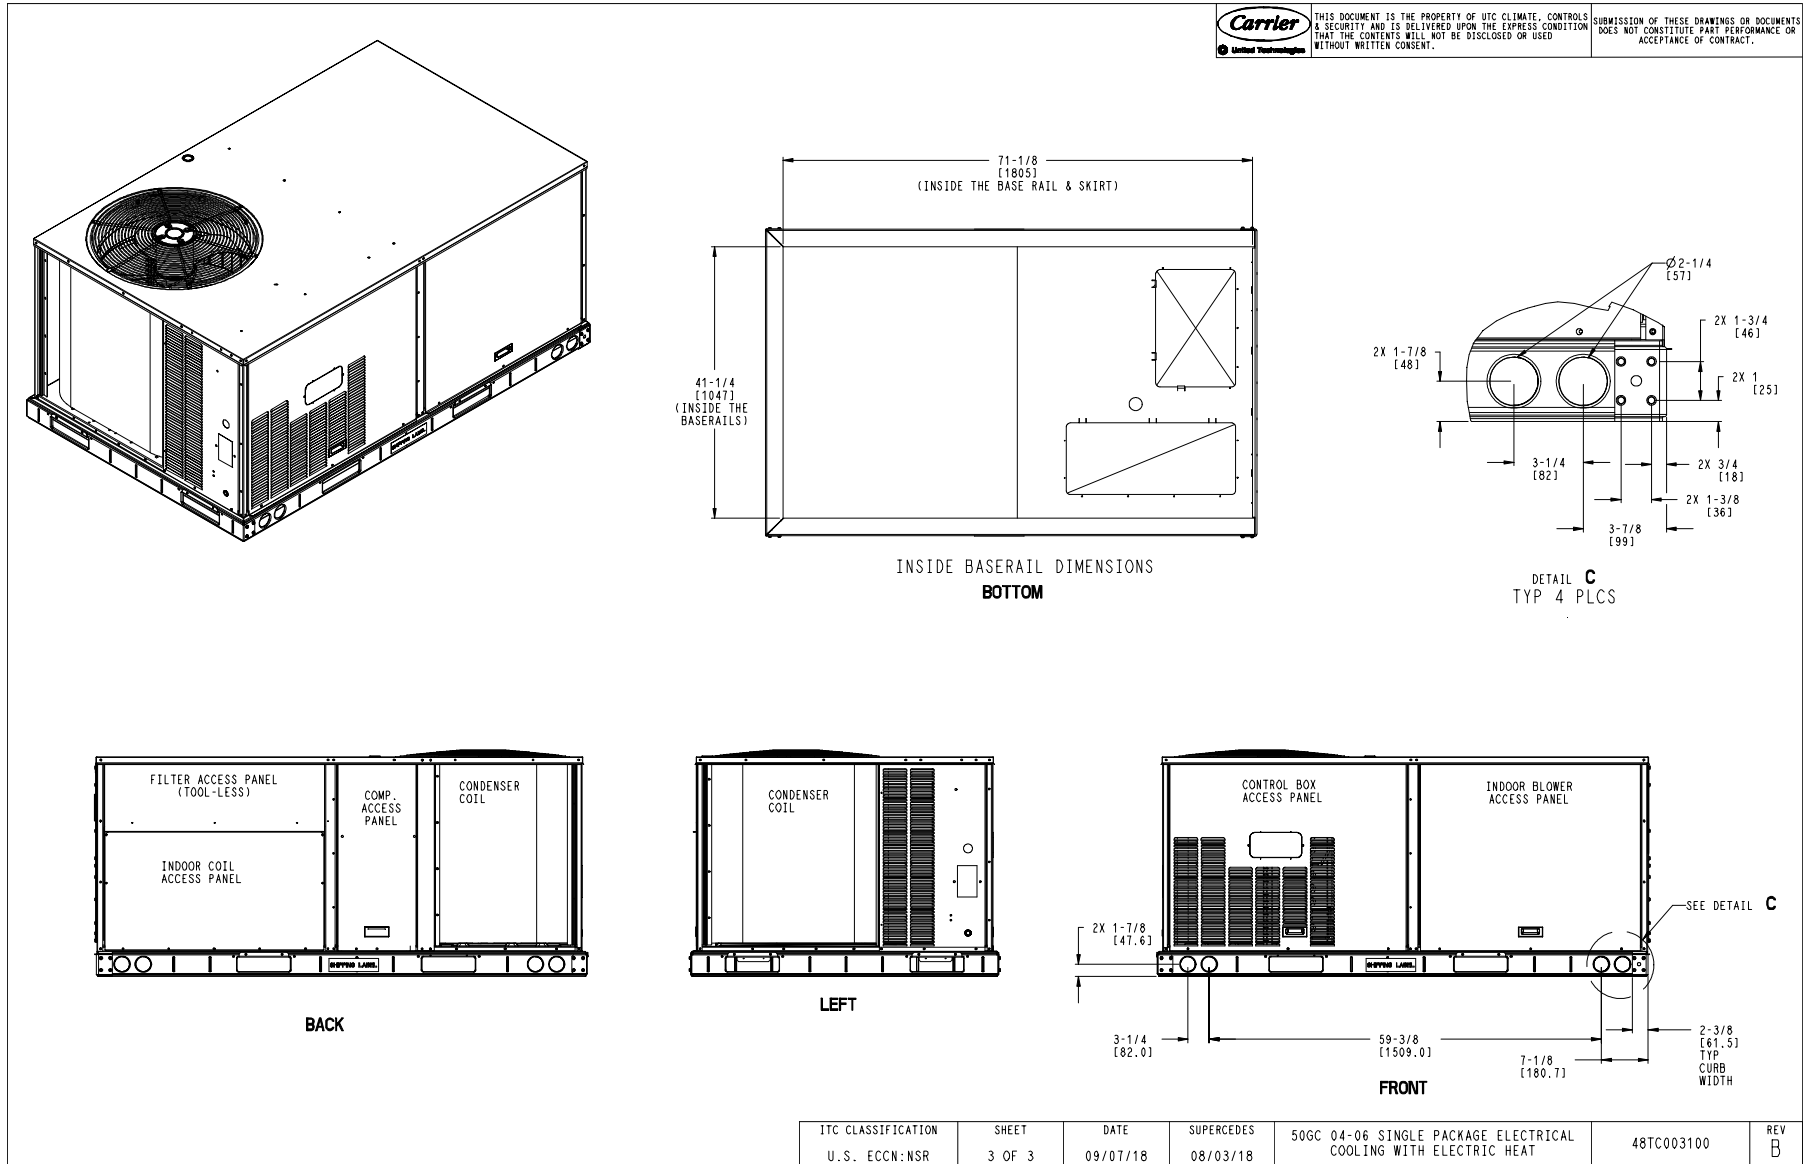 Carrier
United Technologies
THIS DOCUMENT IS THE PROPERTY OF UTC CLIMATE, CONTROLS
& SECURITY AND IS DELIVERED UPON THE EXPRESS CONDITION
THAT THE CONTENTS WILL NOT BE DISCLOSED OR USED
WITHOUT WRITTEN CONSENT.
SUBMISSION OF THESE DRAWINGS OR DOCUMENTS
DOES NOT CONSTITUTE PART PERFORMANCE OR
ACCEPTANCE OF CONTRACT.
SHIPPING LABEL
71-1/8
[1805]
(INSIDE THE BASE RAIL & SKIRT)
41-1/4
[1047]
(INSIDE THE
BASERAILS)
INSIDE BASERAIL DIMENSIONS
BOTTOM
Ø2-1/4
[57]
2X 1-3/4
[46]
2X 1-7/8
[48]
2X 1
[25]
3-1/4
[82]
2X 3/4
[18]
2X 1-3/8
[36]
3-7/8
[99]
DETAIL C
TYP 4 PLCS
FILTER ACCESS PANEL
(TOOL-LESS)
INDOOR COIL
ACCESS PANEL
COMP.
ACCESS
PANEL
CONDENSER
COIL
SHIPPING LABEL
BACK
CONDENSER
COIL
LEFT
CONTROL BOX
ACCESS PANEL
INDOOR BLOWER
ACCESS PANEL
SEE DETAIL C
2X 1-7/8
[47.6]
SHIPPING LABEL
3-1/4
[82.0]
59-3/8
[1509.0]
7-1/8
[180.7]
2-3/8
[61.5]
TYP
CURB
WIDTH
FRONT
ITC CLASSIFICATION
U.S. ECCN:NSR
SHEET
3 OF 3
DATE
09/07/18
SUPERCEDES
08/03/18
50GC 04-06 SINGLE PACKAGE ELECTRICAL
COOLING WITH ELECTRIC HEAT
48TC003100
REV
B